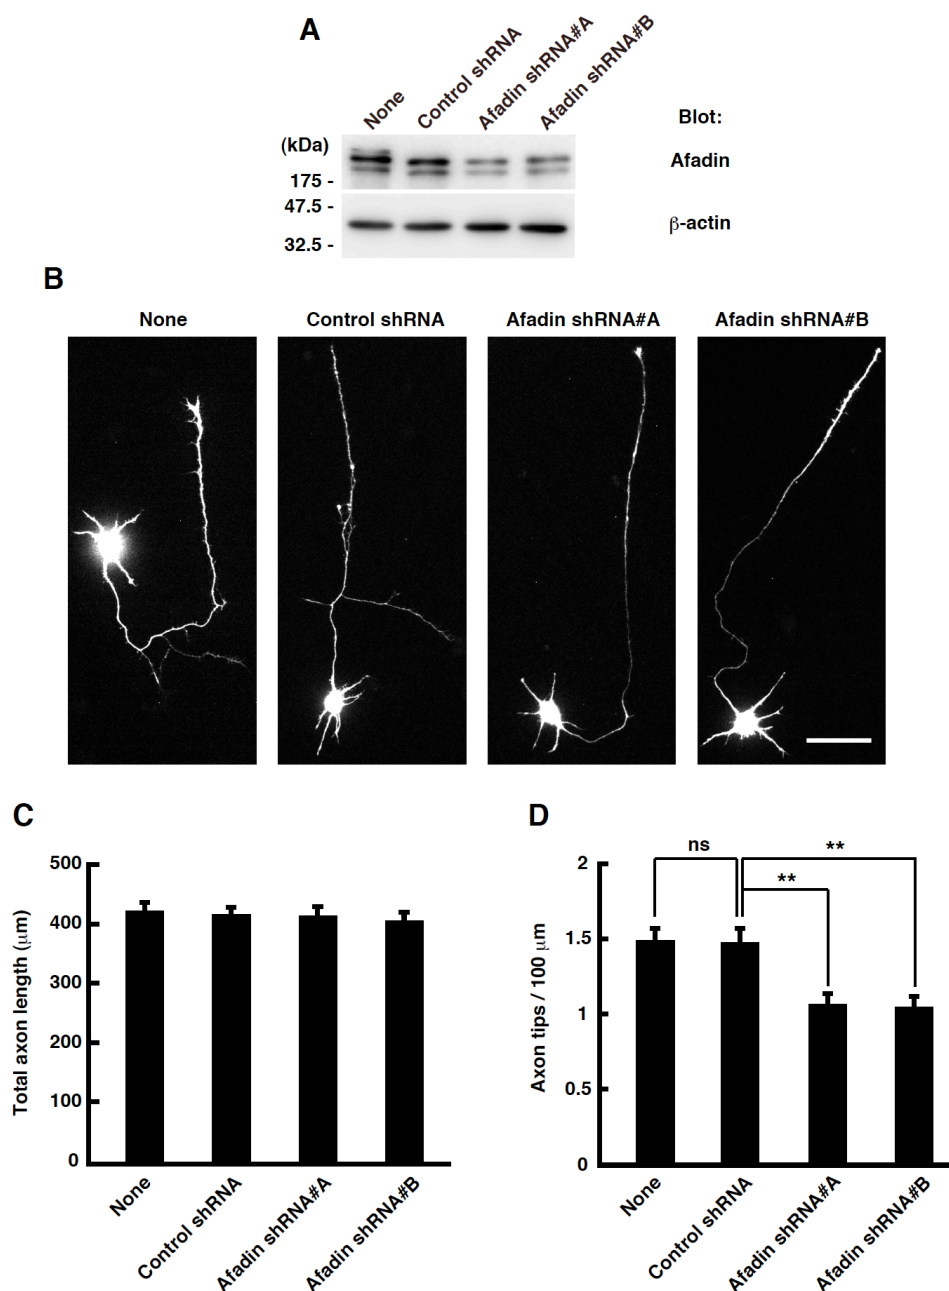 A
None
Control shRNA
Afadin shRNA#A
Afadin shRNA#B
Blot:
(kDa)
175 -
Afadin
47.5 -
32.5 -
β-actin
B
None
Control shRNA
Afadin shRNA#A
Afadin shRNA#B
C
Total axon length (μm)
500
400
300
200
100
0
None
Control shRNA
Afadin shRNA#A
Afadin shRNA#B
D
Axon tips / 100 μm
2
1.5
1
0.5
0
ns
**
**
None
Control shRNA
Afadin shRNA#A
Afadin shRNA#B